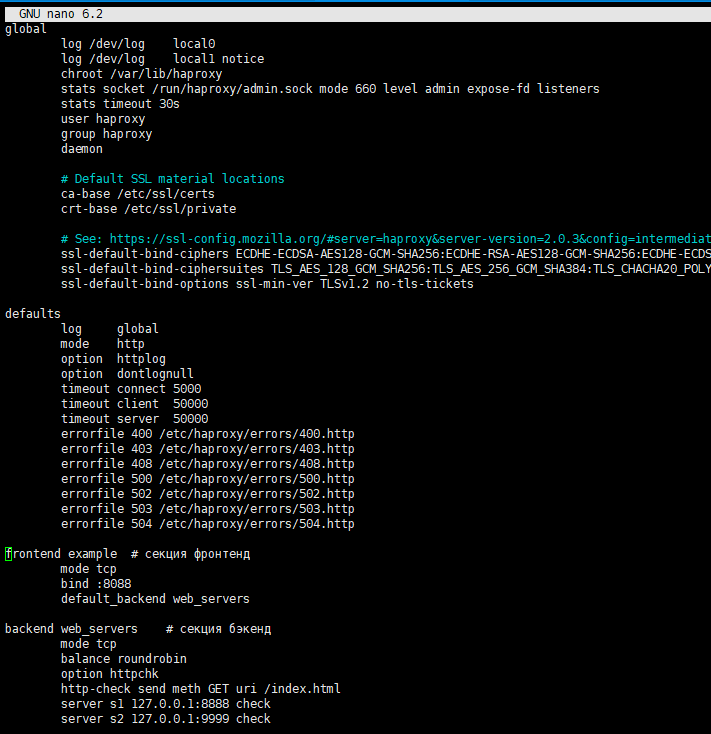 GNU nano 6.2
global
log /dev/log    local0
log /dev/log    local1 notice
chroot /var/lib/haproxy
stats socket /run/haproxy/admin.sock mode 660 level admin expose-fd listeners
stats timeout 30s
user haproxy
group haproxy
daemon
# Default SSL material locations
ca-base /etc/ssl/certs
crt-base /etc/ssl/private
# See: https://ssl-config.mozilla.org/#server=haproxy&server-version=2.0.3&config=intermediat
ssl-default-bind-ciphers ECDHE-ECDSA-AES128-GCM-SHA256:ECDHE-RSA-AES128-GCM-SHA256:ECDHE-ECDS
ssl-default-bind-ciphersuites TLS_AES_128_GCM_SHA256:TLS_AES_256_GCM_SHA384:TLS_CHACHA20_POLY
ssl-default-bind-options ssl-min-ver TLSv1.2 no-tls-tickets
defaults
log     global
mode    http
option  httplog
option  dontlognull
timeout connect 5000
timeout client  50000
timeout server  50000
errorfile 400 /etc/haproxy/errors/400.http
errorfile 403 /etc/haproxy/errors/403.http
errorfile 408 /etc/haproxy/errors/408.http
errorfile 500 /etc/haproxy/errors/500.http
errorfile 502 /etc/haproxy/errors/502.http
errorfile 503 /etc/haproxy/errors/503.http
errorfile 504 /etc/haproxy/errors/504.http
frontend example  # секция фронтенд
mode tcp
bind :8088
default_backend web_servers
backend web_servers    # секция бэкенд
mode tcp
balance roundrobin
option httpchk
http-check send meth GET uri /index.html
server s1 127.0.0.1:8888 check
server s2 127.0.0.1:9999 check